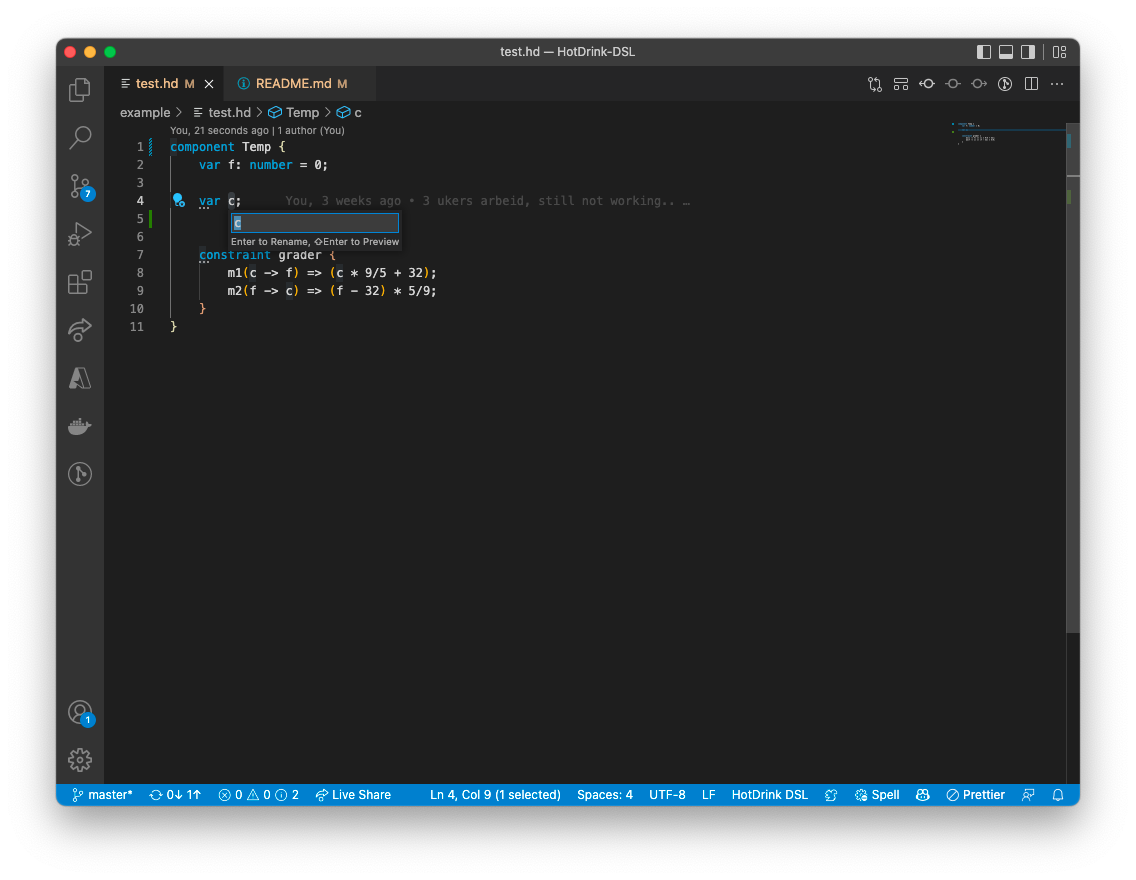 test.hd — HotDrink-DSL
test.hd M README.md M
example > test.hd > Temp > c
You, 21 seconds ago | 1 author (You)
1 component Temp {
2 var f: number = 0;
3
4 var c; You, 3 weeks ago • 3 ukers arbeid, still not working.. …
5 c
6 Enter to Rename, ⇧Enter to Preview
7 constraint grader {
8 m1(c -> f) => (c * 9/5 + 32);
9 m2(f -> c) => (f - 32) * 5/9;
10 }
11 }
7
1
master* 0↓ 1↑ 0 0 2 Live Share Ln 4, Col 9 (1 selected) Spaces: 4 UTF-8 LF HotDrink DSL Spell Prettier